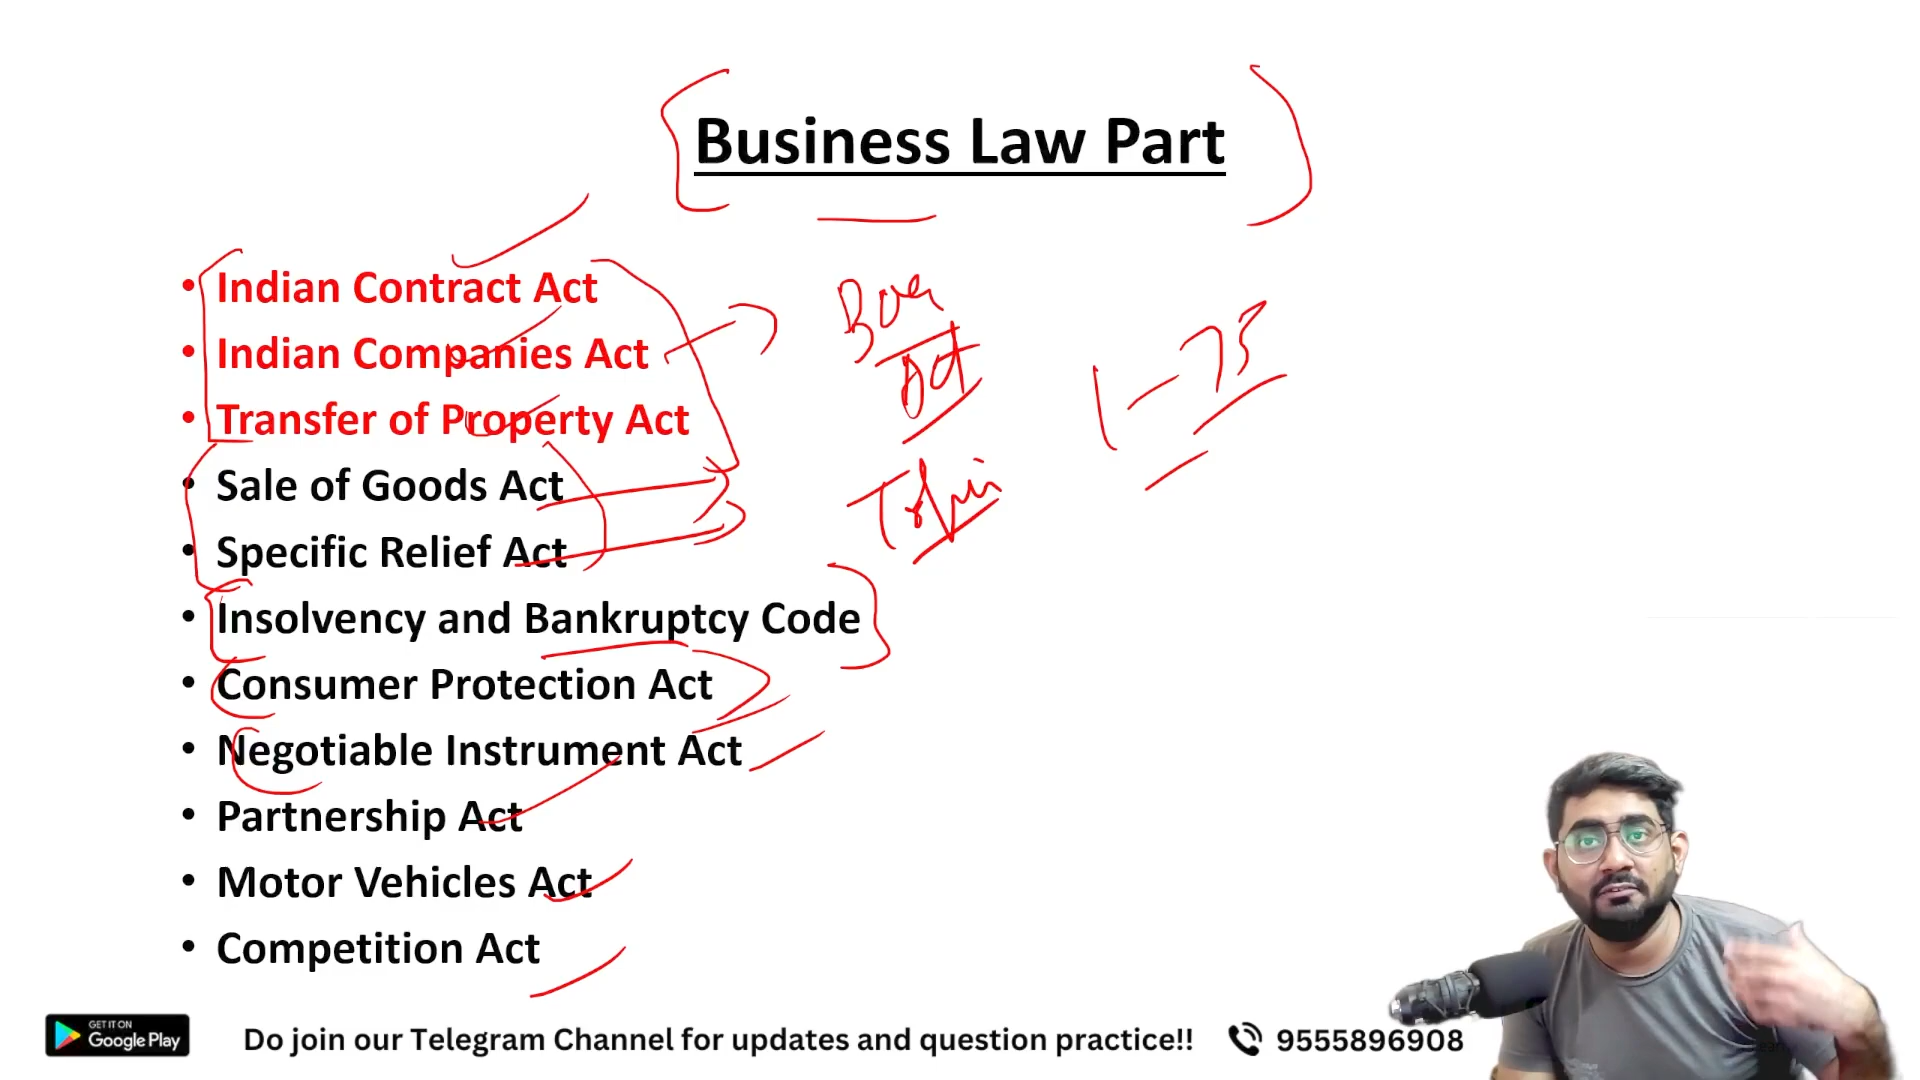 Business Law Part
• Indian Contract Act
• Indian Companies Act
• Transfer of Property Act
• Sale of Goods Act
• Specific Relief Act
• Insolvency and Bankruptcy Code
• Consumer Protection Act
• Negotiable Instrument Act
• Partnership Act
• Motor Vehicles Act
• Competition Act
1-75
GET IT ON
Google Play
Do join our Telegram Channel for updates and question practice!!
9555896908